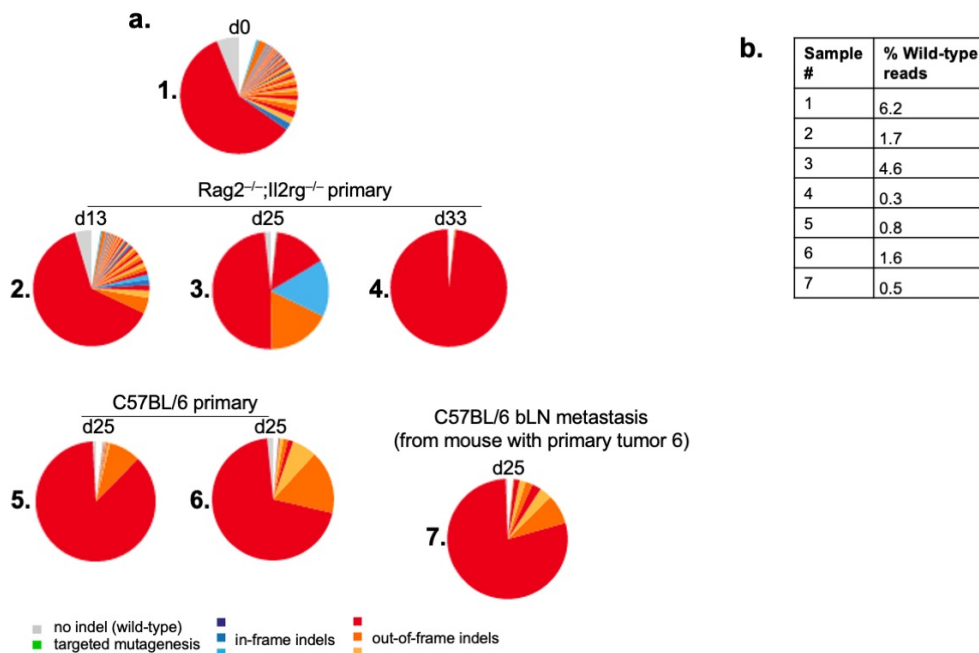 a.
d0
1.
Rag2–/–;Il2rg–/– primary
d13 d25 d33
2. 3. 4.
C57BL/6 primary
d25 d25
5. 6.
C57BL/6 bLN metastasis
(from mouse with primary tumor 6)
d25
7.
no indel (wild-type)
targeted mutagenesis
in-frame indels
out-of-frame indels
b.
Sample # % Wild-type reads
1 6.2
2 1.7
3 4.6
4 0.3
5 0.8
6 1.6
7 0.5